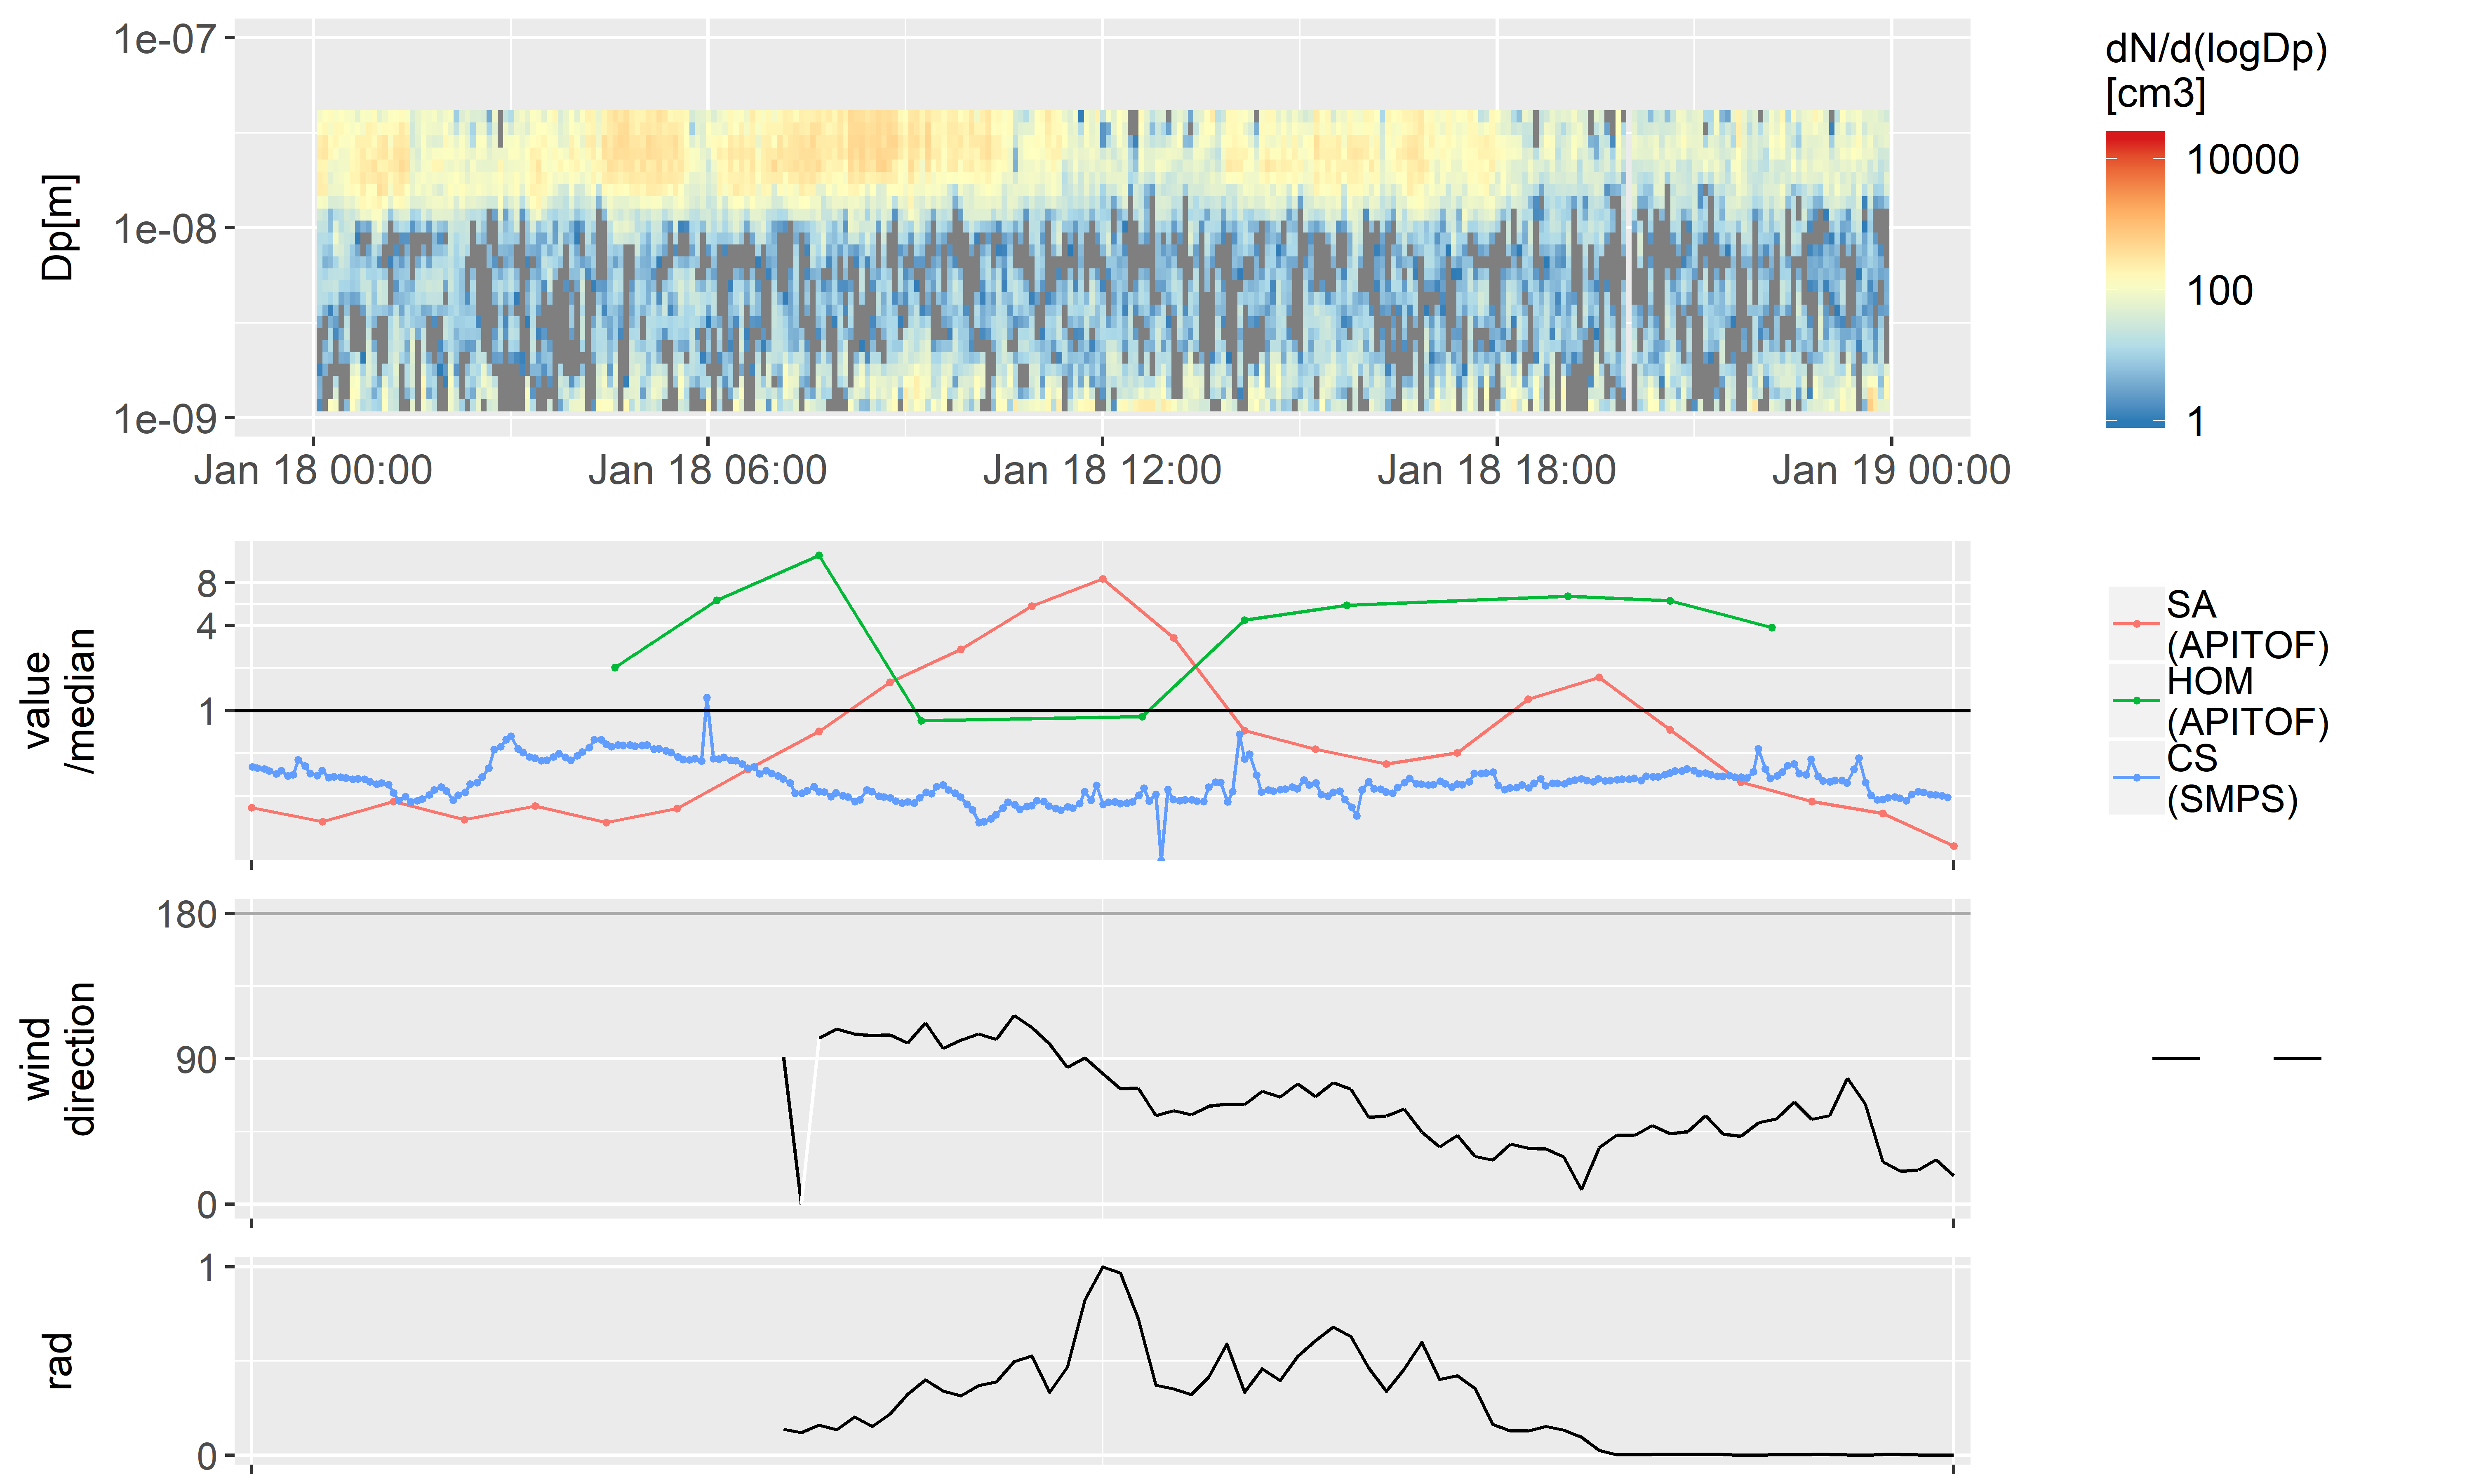 1e-07
1e-08
1e-09
Dp[m]
Jan 18 00:00
Jan 18 06:00
Jan 18 12:00
Jan 18 18:00
Jan 19 00:00
dN/d(logDp)
[cm3]
10000
100
1
8
4
1
value
/median
SA
(APITOF)
HOM
(APITOF)
CS
(SMPS)
180
90
0
wind
direction
1
0
rad